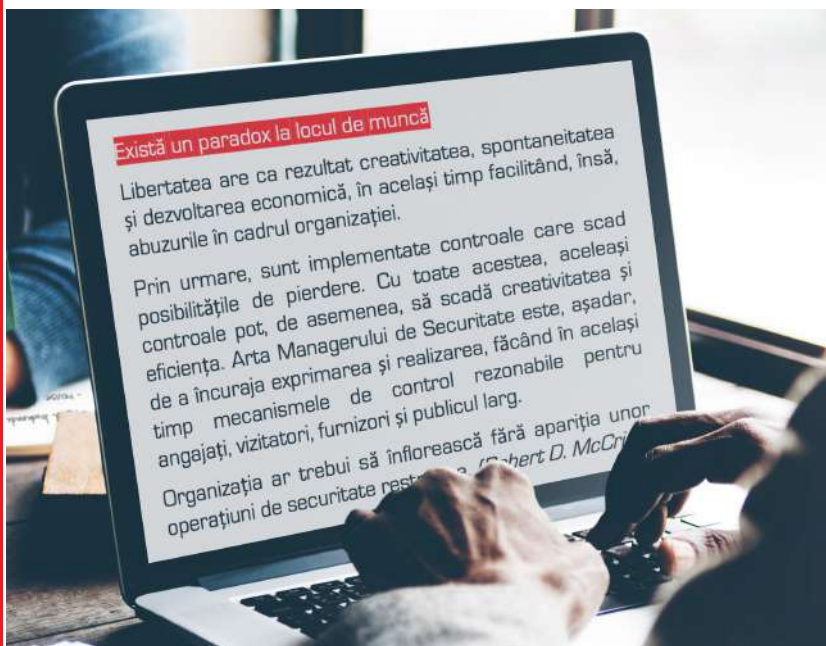 Există un paradox la locul de muncă
Libertatea are ca rezultat creativitatea, spontaneitatea
și dezvoltarea economică, în același timp facilitând, însă,
abuzurile în cadrul organizației.
Prin urmare, sunt implementate controale care scad
posibilitățile de pierdere. Cu toate acestea, aceleași
controale pot, de asemenea, să scadă creativitatea și
eficiența. Arta Managerului de Securitate este, așadar,
de a încuraja exprimarea și realizarea, făcând în același
timp mecanismele de control rezonabile pentru
angajați, vizitatori, furnizori și publicul larg.
Organizația ar trebui să înflorească fără apariția unor
operațiuni de securitate D.